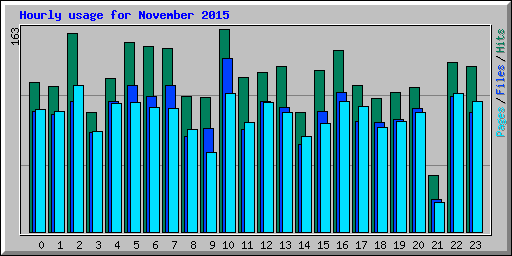 Hourly usage for November 2015
163
Pages / Files / Hits
0 1 2 3 4 5 6 7 8 9 10 11 12 13 14 15 16 17 18 19 20 21 22 23